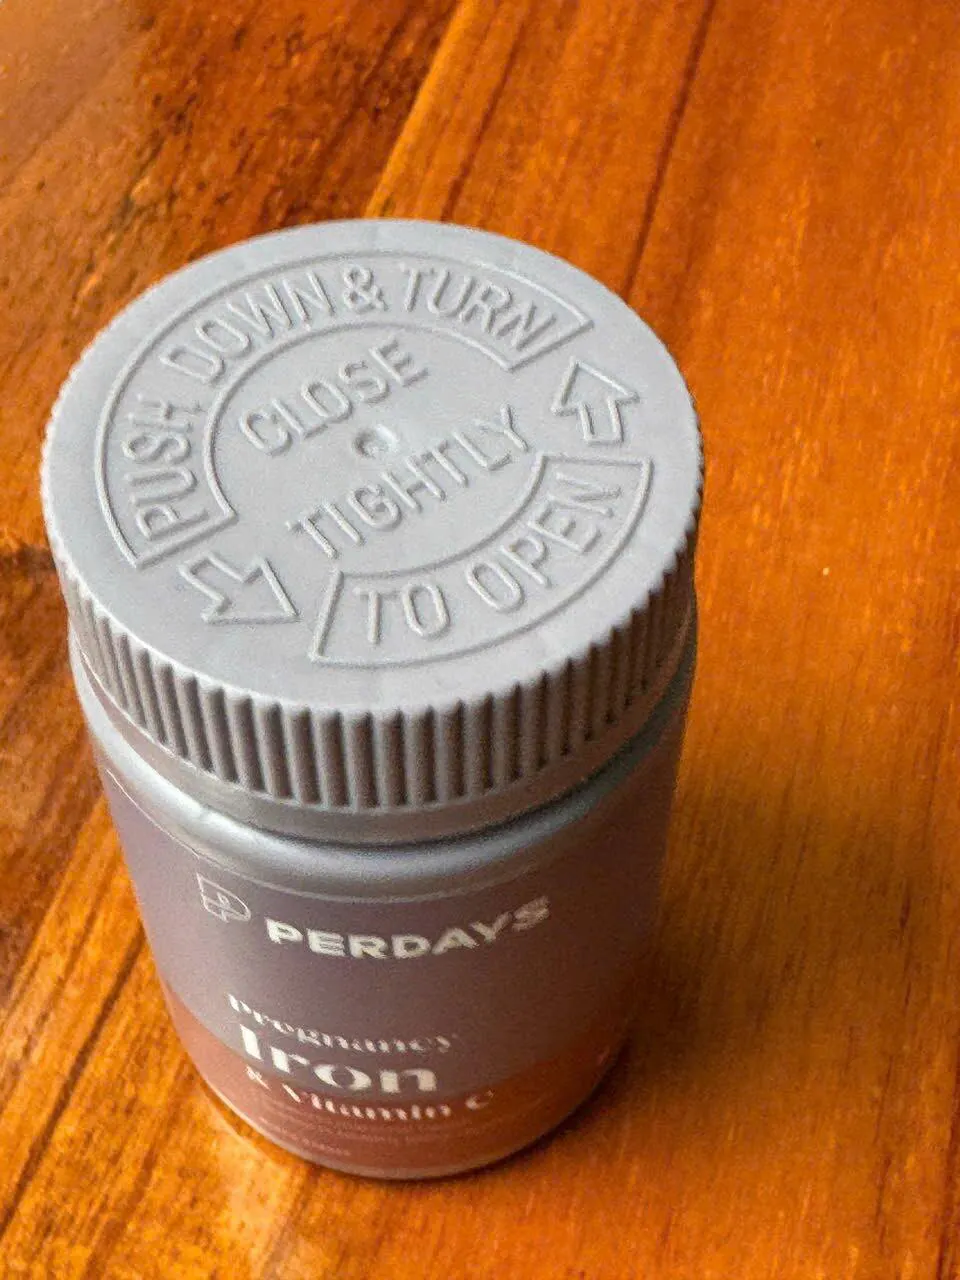 PUSH DOWN & TURN
CLOSE
TIGHTLY
TO OPEN
PERDAYS
Pregnancy
Iron
& Vitamin C